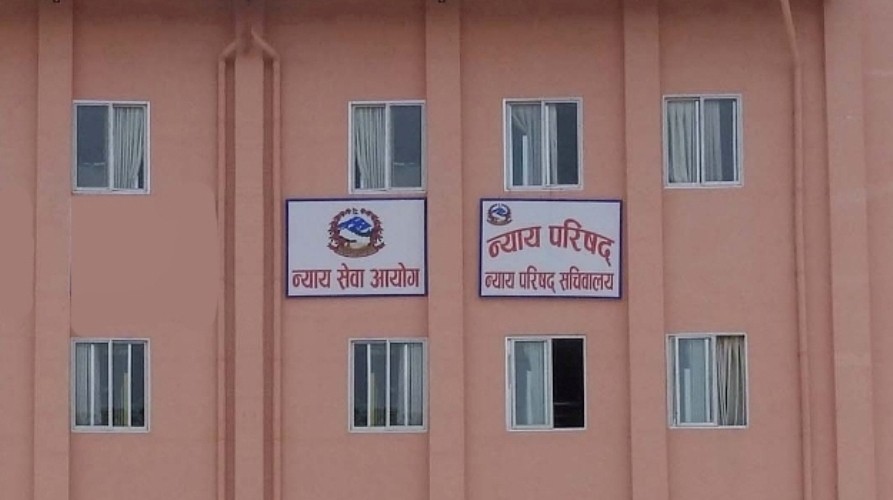 न्याय सेवा आयोग
न्याय परिषद्
न्याय परिषद् सचिवालय